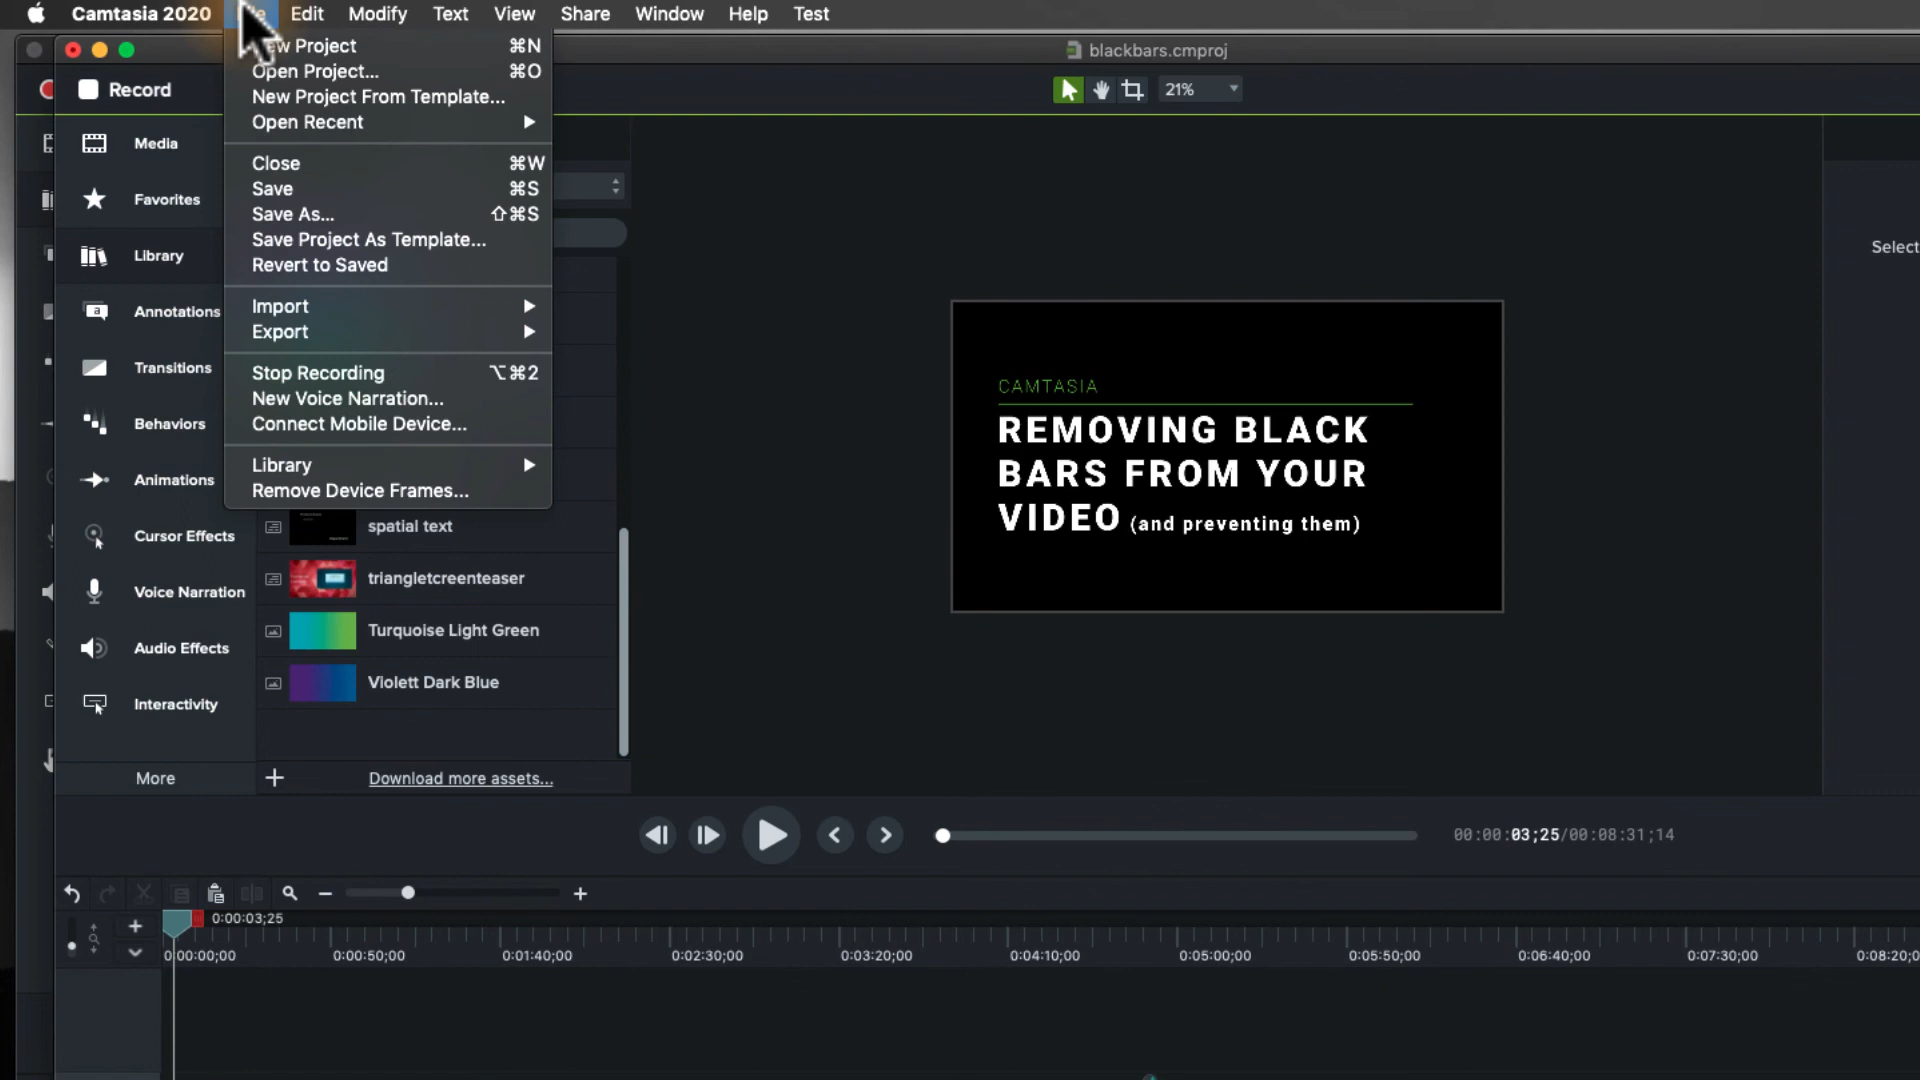 Camtasia 2020 Edit Modify Text View Share Window Help Test
blackbars.cmproj
Record
21%
Project ⌘N
Open Project... ⌘O
New Project From Template...
Open Recent
Close ⌘W
Save ⌘S
Save As... ⇧⌘S
Save Project As Template...
Revert to Saved
Import
Export
Stop Recording ⌥⌘2
New Voice Narration...
Connect Mobile Device...
Library
Remove Device Frames...
Media
Favorites
Library
Annotations
Transitions
Behaviors
Animations
Cursor Effects
Voice Narration
Audio Effects
Interactivity
More
spatial text
triangletcreenteaser
Turquoise Light Green
Violett Dark Blue
Download more assets...
Select
CAMTASIA
REMOVING BLACK
BARS FROM YOUR
VIDEO (and preventing them)
00:00:03;25/00:08:31;14
0:00:03;25
0:00:00;00 0:00:50;00 0:01:40;00 0:02:30;00 0:03:20;00 0:04:10;00 0:05:00;00 0:05:50;00 0:06:40;00 0:07:30;00 0:08:20;0